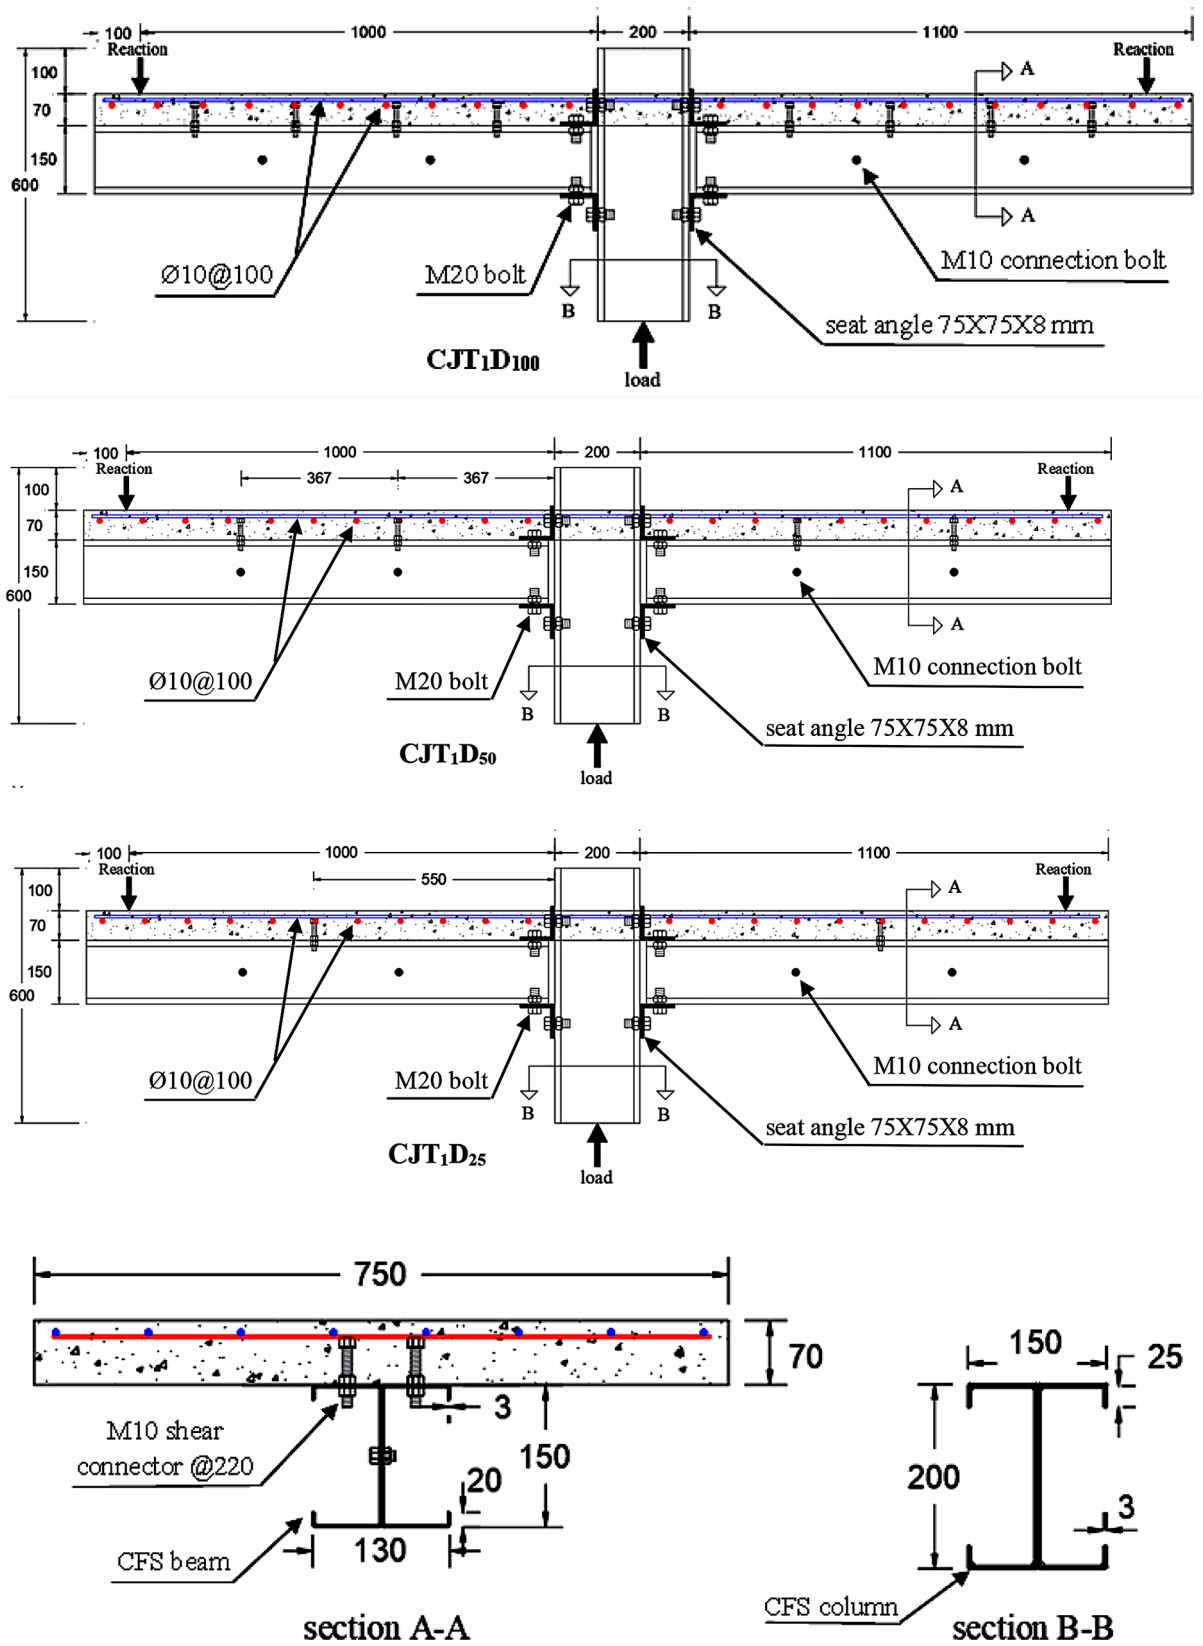 100 1000 200 1100
Reaction Reaction
100
A
70
150
600
A
Ø10@100
M20 bolt
M10 connection bolt
B B
seat angle 75X75X8 mm
CJT₁D₁₀₀
load
100 1000 200 1100
Reaction Reaction
367 367
100
A
70
150
600
A
Ø10@100
M20 bolt
M10 connection bolt
B B
seat angle 75X75X8 mm
CJT₁D₅₀
load
100 1000 200 1100
Reaction Reaction
550
100
A
70
150
600
A
Ø10@100
M20 bolt
M10 connection bolt
B B
seat angle 75X75X8 mm
CJT₁D₂₅
load
750
70
M10 shear
connector @220
3
150
20
CFS beam
130
section A-A
150
25
200
3
CFS column
section B-B